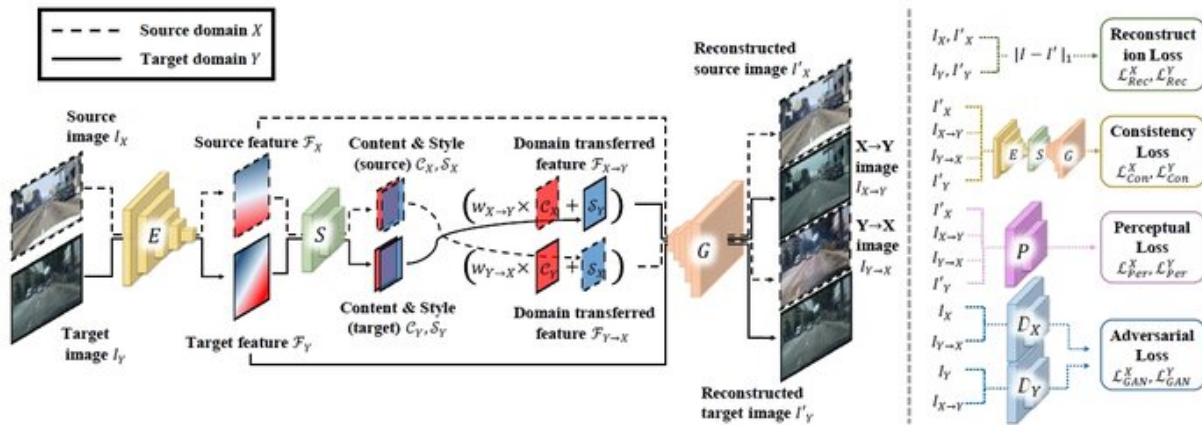 Source domain X
Target domain Y
Source
image I_X
Target
image I_Y
E
Source feature ℱ_X
Target feature ℱ_Y
S
Content & Style
(source) 𝒞_X, 𝒮_X
Content & Style
(target) 𝒞_Y, 𝒮_Y
Domain transferred
feature ℱ_X→Y
(w_X→Y × 𝒞_X + 𝒮_Y)
(w_Y→X × 𝒞_Y + 𝒮_X)
Domain transferred
feature ℱ_Y→X
G
Reconstructed
source image I'_X
X→Y
image
I_X→Y
Y→X
image
I_Y→X
Reconstructed
target image I'_Y
I_X, I'_X
I_Y, I'_Y
|I − I'|_1
Reconstruct
ion Loss
ℒ^X_Rec, ℒ^Y_Rec
I'_X
I_X→Y
I_Y→X
I'_Y
E
S
G
Consistency
Loss
ℒ^X_Con, ℒ^Y_Con
I'_X
I_X→Y
I_Y→X
I'_Y
P
Perceptual
Loss
ℒ^X_Per, ℒ^Y_Per
I_X
I_Y→X
D_X
I_Y
I_X→Y
D_Y
Adversarial
Loss
ℒ^X_GAN, ℒ^Y_GAN